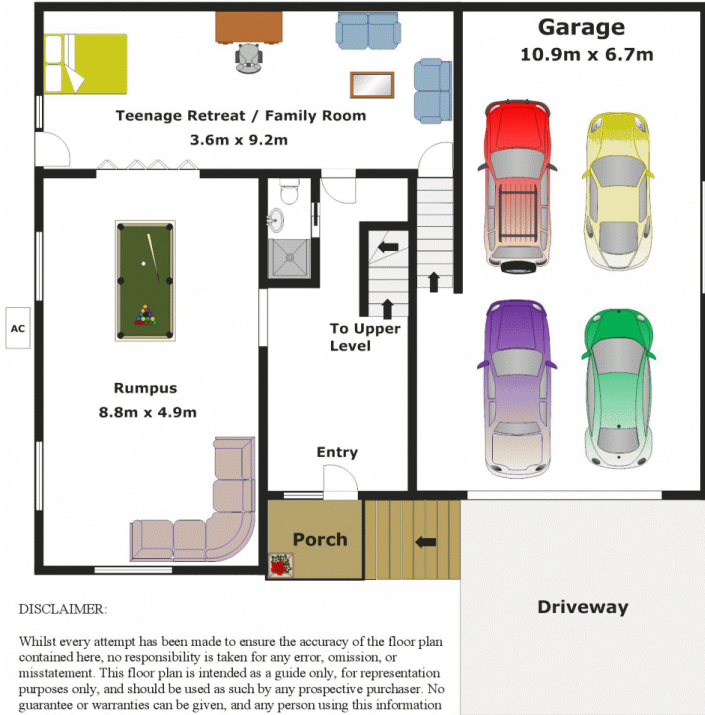 Garage
10.9m x 6.7m
Teenage Retreat / Family Room
3.6m x 9.2m
AC
To Upper
Level
Rumpus
8.8m x 4.9m
Entry
Porch
Driveway
DISCLAIMER:
Whilst every attempt has been made to ensure the accuracy of the floor plan
contained here, no responsibility is taken for any error, omission, or
misstatement. This floor plan is intended as a guide only, for representation
purposes only, and should be used as such by any prospective purchaser. No
guarantee or warranties can be given, and any person using this information